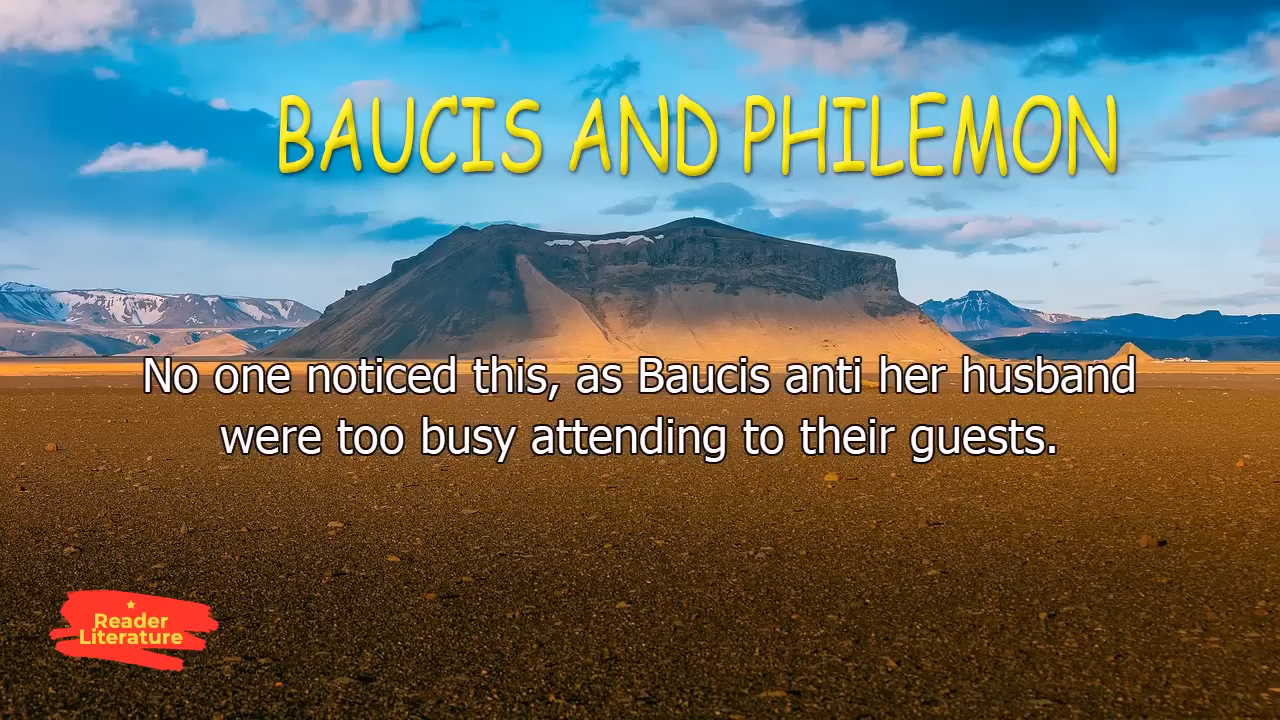 BAUCIS AND PHILEMON
No one noticed this, as Baucis anti her husband
were too busy attending to their guests.
Reader
Literature